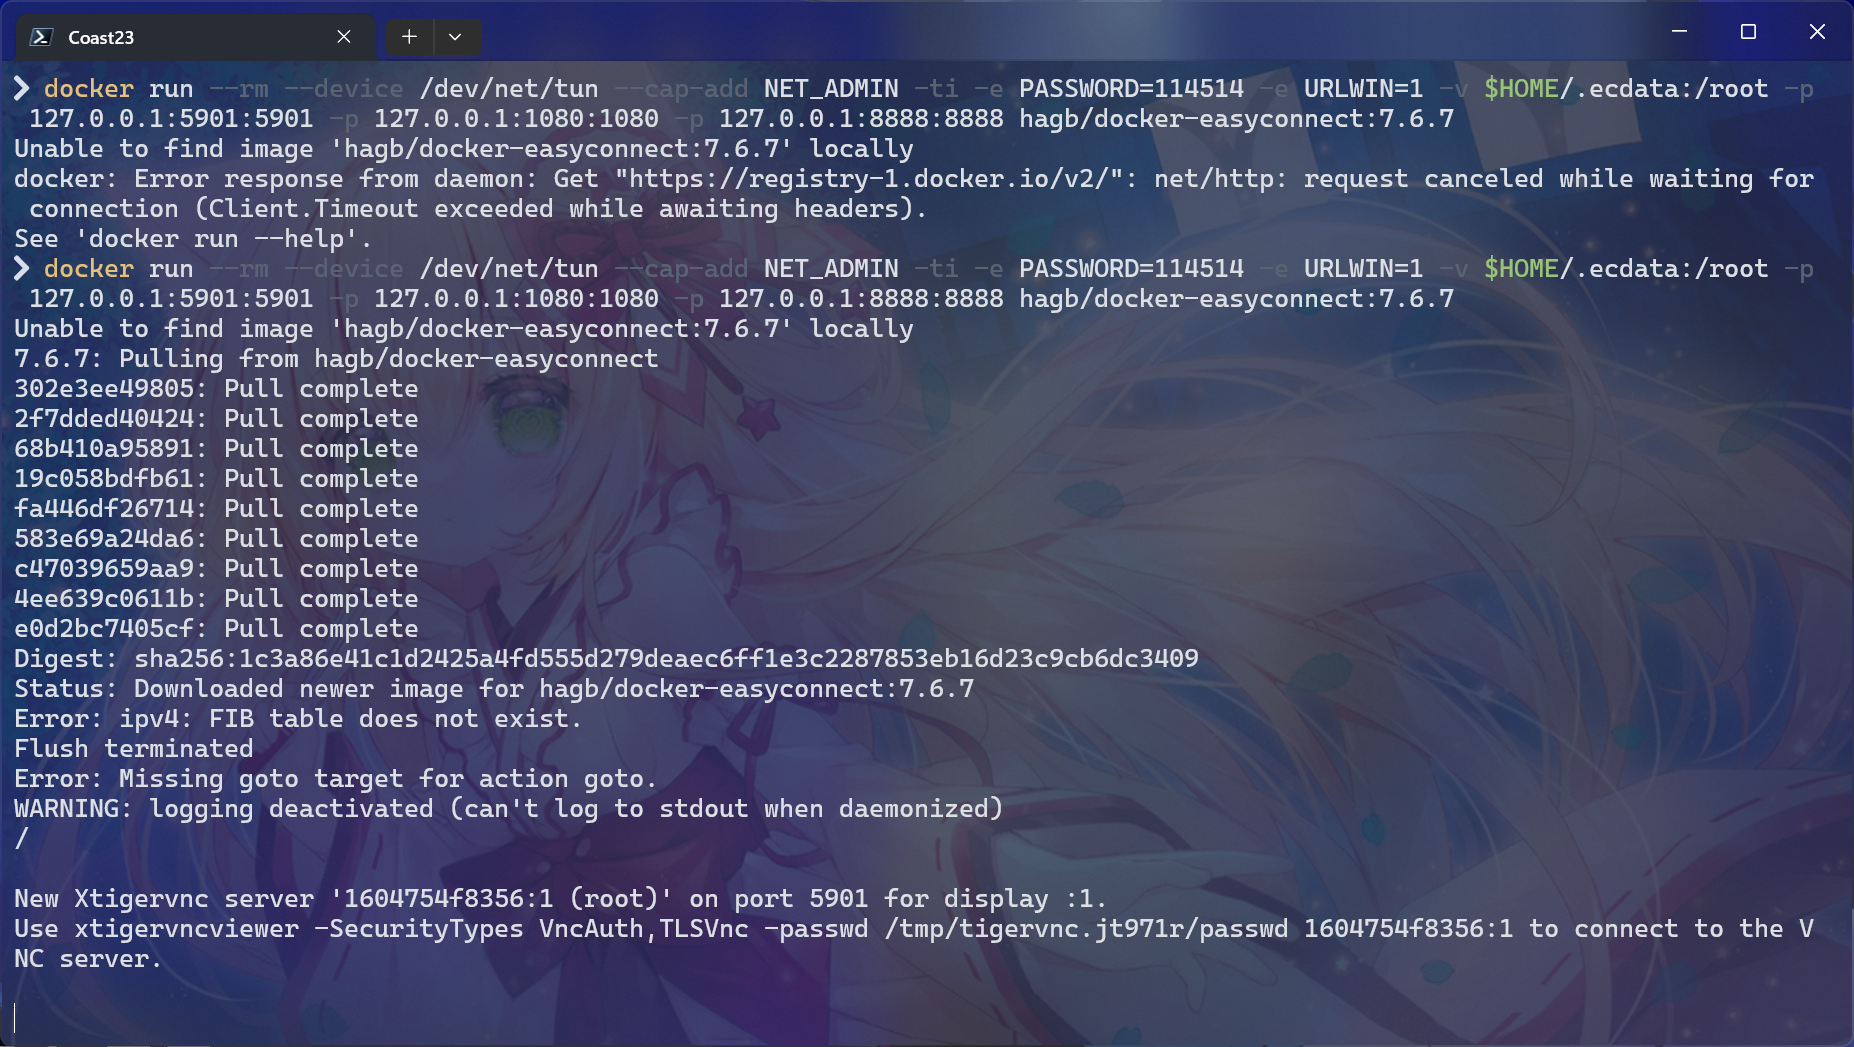 Coast23
❯ docker run --rm --device /dev/net/tun --cap-add NET_ADMIN -ti -e PASSWORD=114514 -e URLWIN=1 -v $HOME/.ecdata:/root -p
127.0.0.1:5901:5901 -p 127.0.0.1:1080:1080 -p 127.0.0.1:8888:8888 hagb/docker-easyconnect:7.6.7
Unable to find image 'hagb/docker-easyconnect:7.6.7' locally
docker: Error response from daemon: Get "https://registry-1.docker.io/v2/": net/http: request canceled while waiting for
connection (Client.Timeout exceeded while awaiting headers).
See 'docker run --help'.
❯ docker run --rm --device /dev/net/tun --cap-add NET_ADMIN -ti -e PASSWORD=114514 -e URLWIN=1 -v $HOME/.ecdata:/root -p
127.0.0.1:5901:5901 -p 127.0.0.1:1080:1080 -p 127.0.0.1:8888:8888 hagb/docker-easyconnect:7.6.7
Unable to find image 'hagb/docker-easyconnect:7.6.7' locally
7.6.7: Pulling from hagb/docker-easyconnect
302e3ee49805: Pull complete
2f7dded40424: Pull complete
68b410a95891: Pull complete
19c058bdfb61: Pull complete
fa446df26714: Pull complete
583e69a24da6: Pull complete
c47039659aa9: Pull complete
4ee639c0611b: Pull complete
e0d2bc7405cf: Pull complete
Digest: sha256:1c3a86e41c1d2425a4fd555d279deaec6ff1e3c2287853eb16d23c9cb6dc3409
Status: Downloaded newer image for hagb/docker-easyconnect:7.6.7
Error: ipv4: FIB table does not exist.
Flush terminated
Error: Missing goto target for action goto.
WARNING: logging deactivated (can't log to stdout when daemonized)
/
New Xtigervnc server '1604754f8356:1 (root)' on port 5901 for display :1.
Use xtigervncviewer -SecurityTypes VncAuth,TLSVnc -passwd /tmp/tigervnc.jt971r/passwd 1604754f8356:1 to connect to the V
NC server.